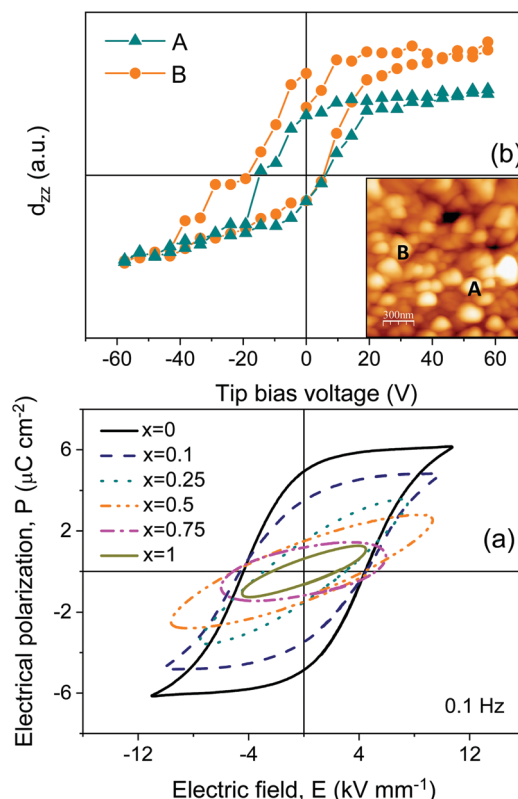 A
B
d_zz (a.u.)
(b)
B
A
300nm
-60 -40 -20 0 20 40 60
Tip bias voltage (V)
x=0
x=0.1
x=0.25
x=0.5
x=0.75
x=1
(a)
6
2
-2
-6
Electrical polarization, P (μC cm⁻²)
0.1 Hz
-12 -4 4 12
Electric field, E (kV mm⁻¹)